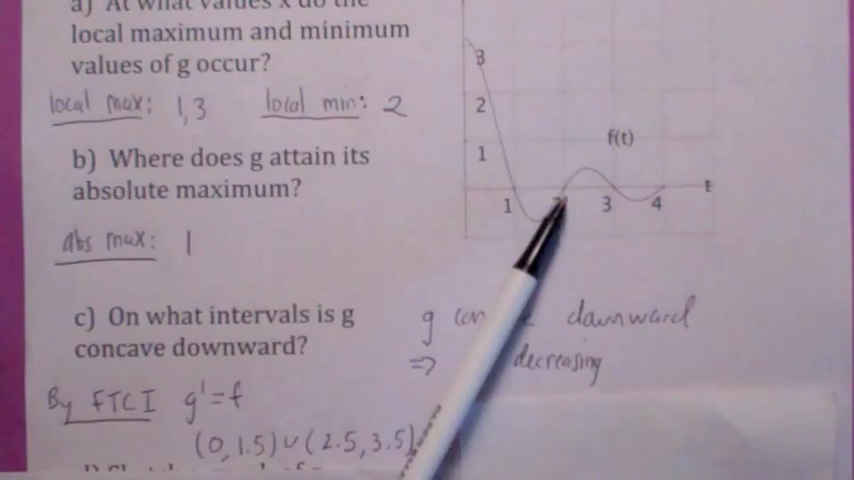 a) At what values x do the
local maximum and minimum
values of g occur?
local max: 1,3 local min: 2
b) Where does g attain its
absolute maximum?
abs max: 1
c) On what intervals is g
concave downward?
g downward
⇒ decreasing
By FTCI g' = f
(0,1.5)∪(2.5,3.5)
3
2
1
f(t)
1 3 4 t